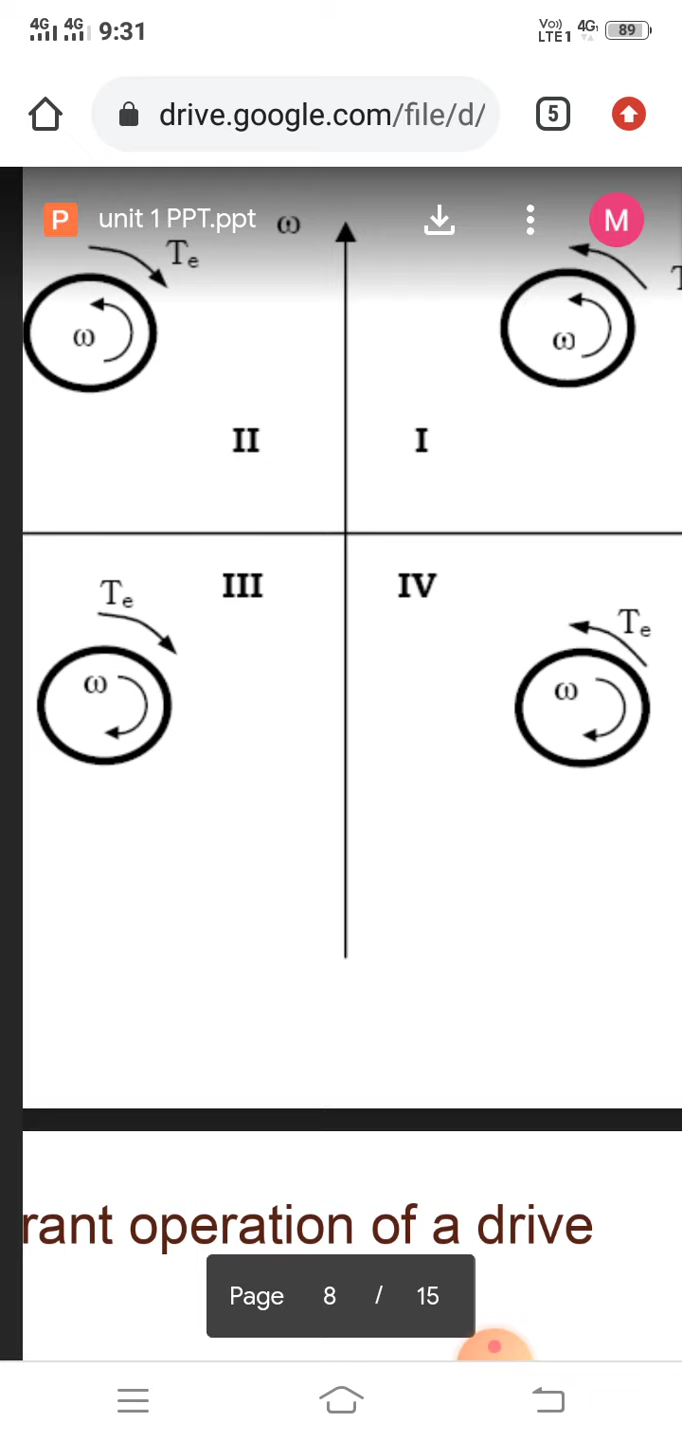 4G 4G 9:31 Vo)) LTE1 4G 89
drive.google.com/file/d/ 5
P unit 1 PPT.ppt ω M
Te T
ω ω
II I
III IV
Te Te
ω ω
rant operation of a drive
Page 8 / 15